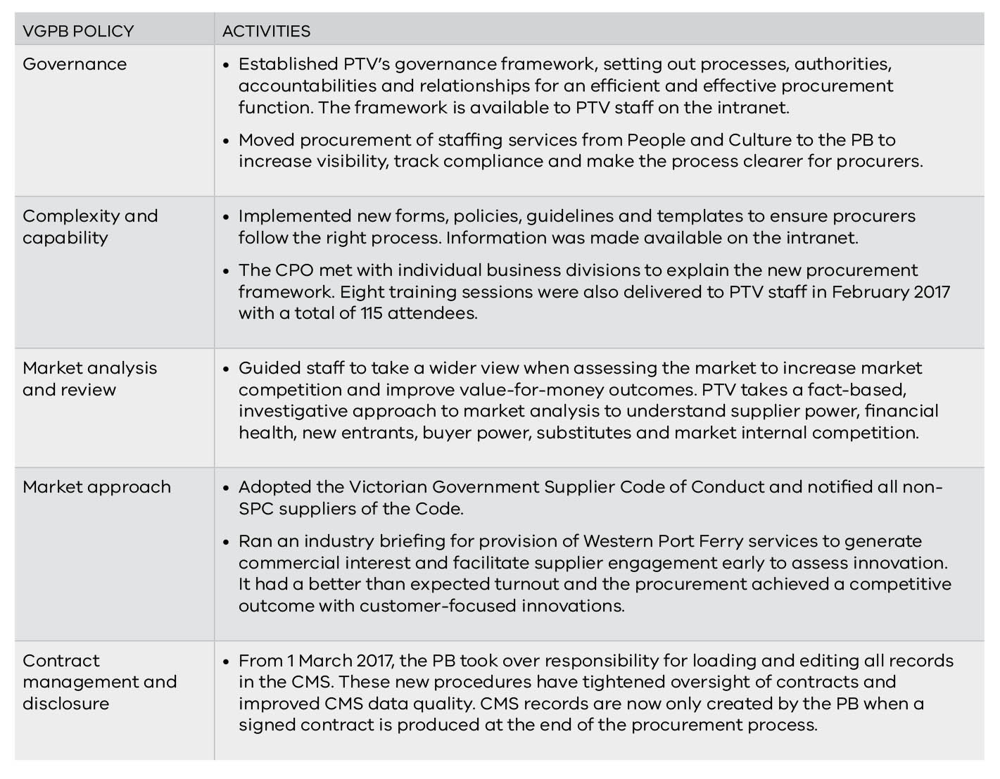 VGPB POLICY
ACTIVITIES
Governance
• Established PTV’s governance framework, setting out processes, authorities,
accountabilities and relationships for an efficient and effective procurement
function. The framework is available to PTV staff on the intranet.
• Moved procurement of staffing services from People and Culture to the PB to
increase visibility, track compliance and make the process clearer for procurers.
Complexity and
capability
• Implemented new forms, policies, guidelines and templates to ensure procurers
follow the right process. Information was made available on the intranet.
• The CPO met with individual business divisions to explain the new procurement
framework. Eight training sessions were also delivered to PTV staff in February 2017
with a total of 115 attendees.
Market analysis
and review
• Guided staff to take a wider view when assessing the market to increase market
competition and improve value-for-money outcomes. PTV takes a fact-based,
investigative approach to market analysis to understand supplier power, financial
health, new entrants, buyer power, substitutes and market internal competition.
Market approach
• Adopted the Victorian Government Supplier Code of Conduct and notified all non-
SPC suppliers of the Code.
• Ran an industry briefing for provision of Western Port Ferry services to generate
commercial interest and facilitate supplier engagement early to assess innovation.
It had a better than expected turnout and the procurement achieved a competitive
outcome with customer-focused innovations.
Contract
management and
disclosure
• From 1 March 2017, the PB took over responsibility for loading and editing all records
in the CMS. These new procedures have tightened oversight of contracts and
improved CMS data quality. CMS records are now only created by the PB when a
signed contract is produced at the end of the procurement process.